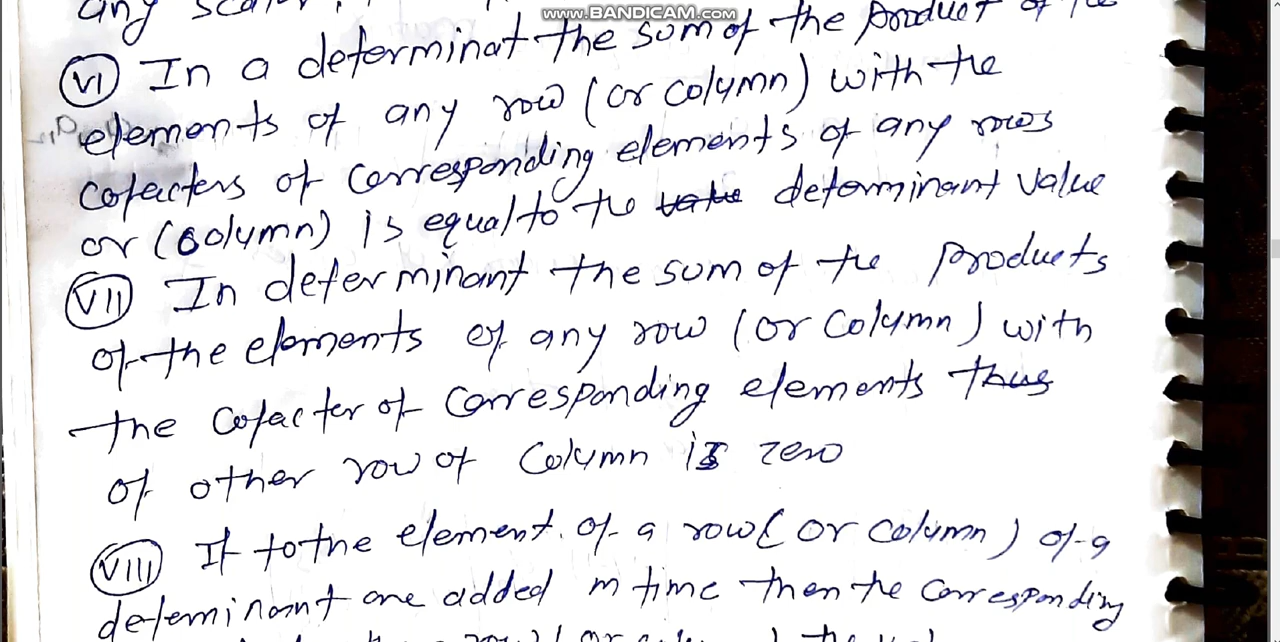 any
www.BANDICAM.com
(VI) In a determinat the sum of the product of
elements of any row (or column) with the
cofacters of corresponding elements of any rows
or (column) is equal to the value determinant value
(VII) In determinant the sum of the products
of the elements of any row (or column) with
the cofacter of corresponding elements thus
of other row of column is zero
(VIII) If to the element of a row (or column) of a
determinant are added m time then the corresponding